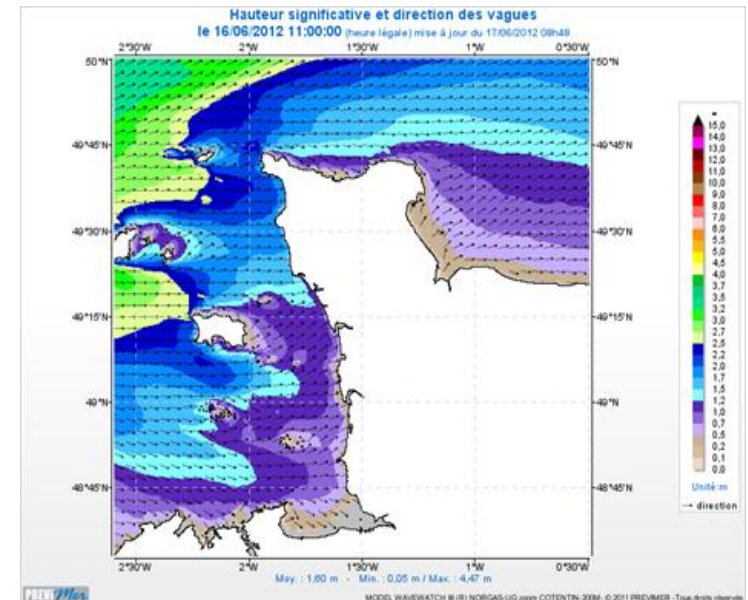 Hauteur significative et direction des vagues
le 16/06/2012 11:00:00 (heure légale) mise à jour du 17/06/2012 08h48
2°30'W 2°W 1°30'W 1°W 0°30'W
50°N 50°N
49°45'N 49°45'N
49°30'N 49°30'N
49°15'N 49°15'N
49°N 49°N
48°45'N 48°45'N
2°30'W 2°W 1°30'W 1°W 0°30'W
15,0
14,0
13,0
12,0
11,0
10,0
9,0
8,0
7,0
6,0
5,5
5,0
4,5
4,0
3,7
3,5
3,2
3,0
2,7
2,5
2,2
2,0
1,7
1,5
1,2
1,0
0,7
0,5
0,2
0,1
0,0
Unité:m
direction
Moy. : 1,60 m - Min. : 0,05 m / Max. : 4,47 m
PREVIMer
MODEL WAVEWATCH III (R) NORGAS-UG zoom COTENTIN-200M- © 2011 PREVIMER -Tous droits réservés